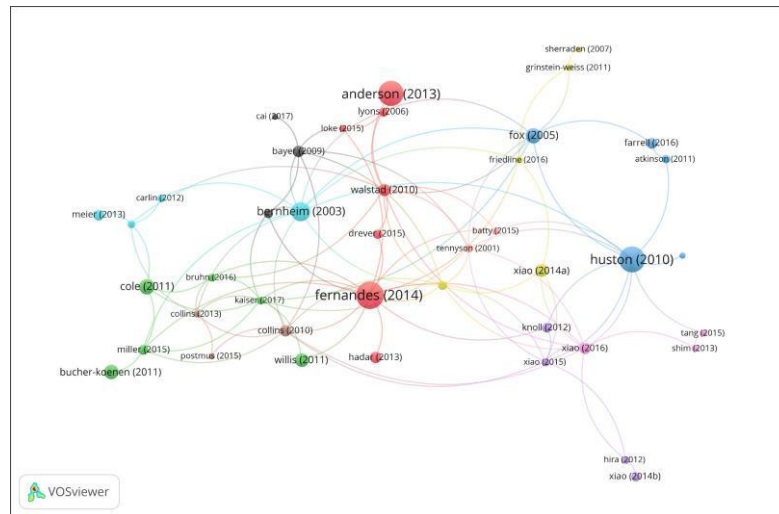 sherraden (2007)
grinstein-weiss (2011)
anderson (2013)
lyons (2006)
cai (2017)
loke (2015)
fox (2005)
farrell (2016)
bayer (2009)
friedline (2016)
atkinson (2011)
walstad (2010)
carlin (2012)
meier (2013)
bernheim (2003)
drever (2015)
batty (2015)
tennyson (2001)
huston (2010)
xiao (2014a)
bruhn (2016)
cole (2011)
kaiser (2017)
fernandes (2014)
collins (2013)
collins (2010)
knoll (2012)
tang (2015)
miller (2015)
postmus (2015)
willis (2011)
hadar (2013)
xiao (2016)
shim (2013)
xiao (2015)
bucher-koenen (2011)
hira (2012)
xiao (2014b)
VOSviewer